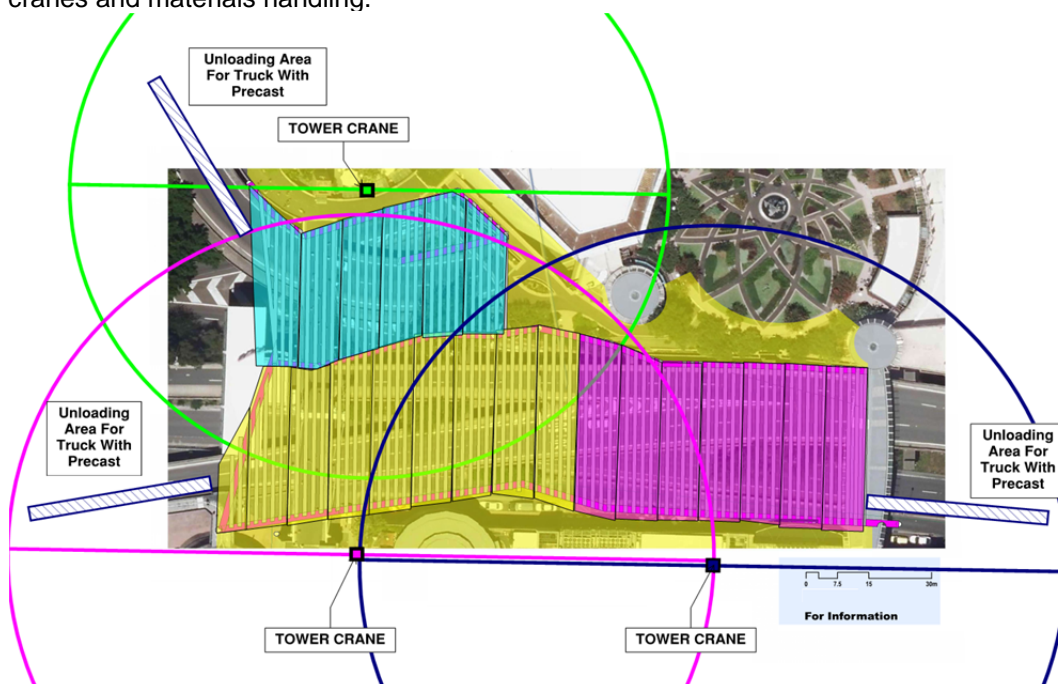 cranes and materials handling.
Unloading Area
For Truck With
Precast
TOWER CRANE
Unloading
Area For
Truck With
Precast
Unloading
Area For
Truck With
Precast
0 7.5 15 30m
For Information
TOWER CRANE
TOWER CRANE